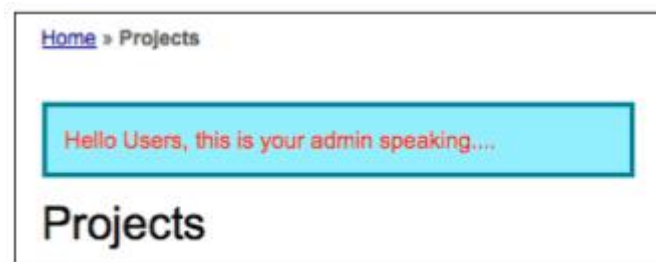 Home » Projects
Hello Users, this is your admin speaking....
Projects